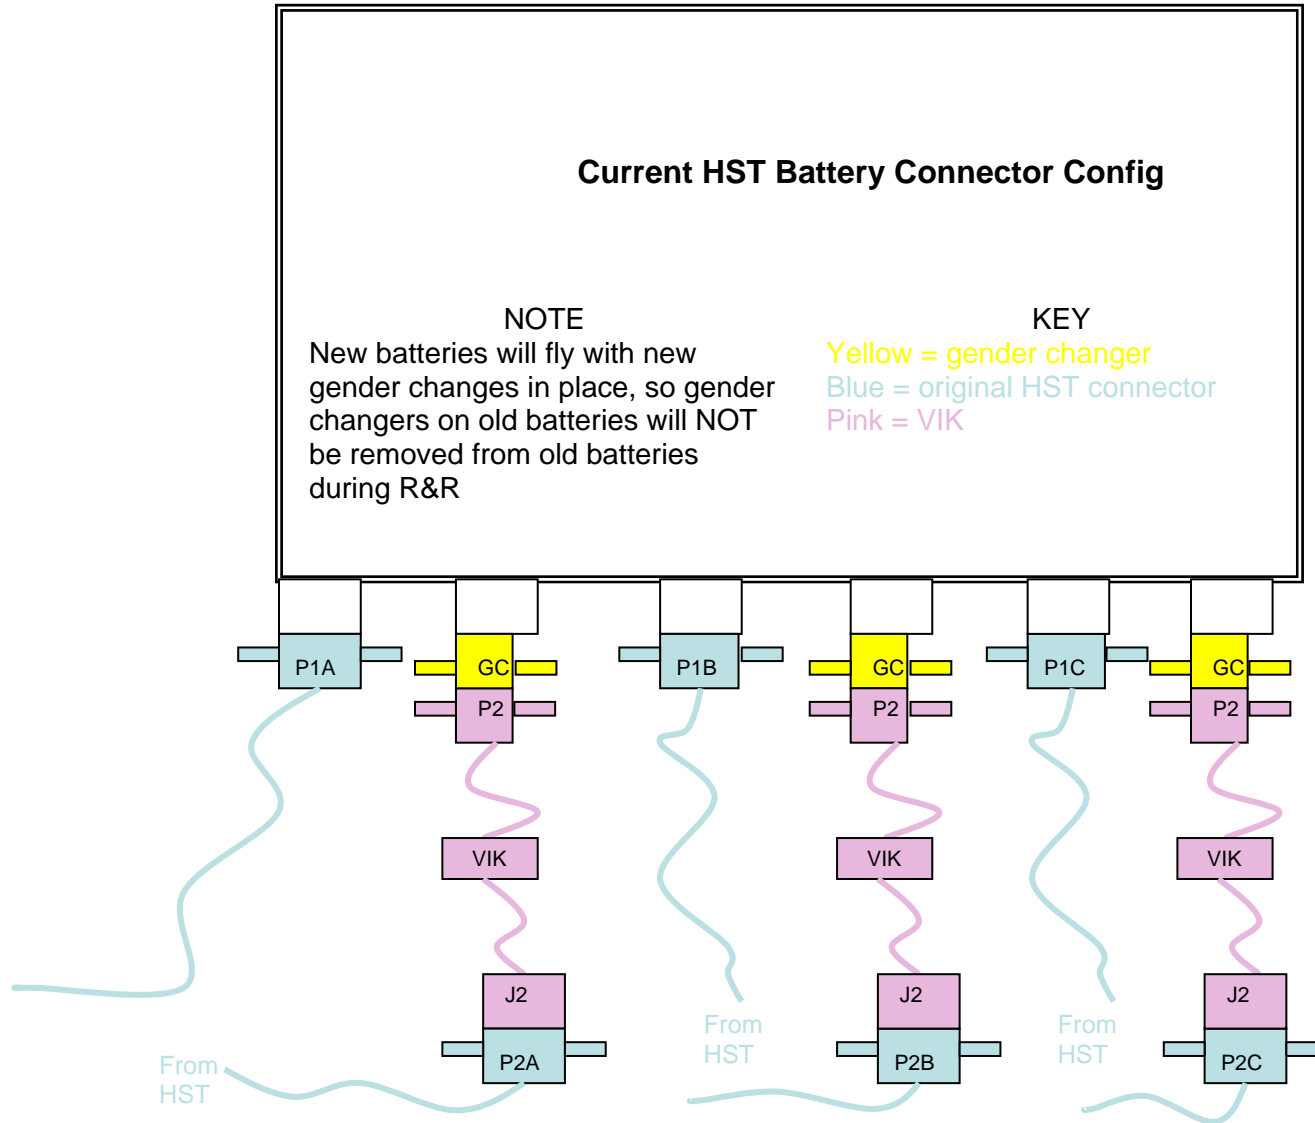 Current HST Battery Connector Config
NOTE
New batteries will fly with new
gender changes in place, so gender
changers on old batteries will NOT
be removed from old batteries
during R&R
KEY
Yellow = gender changer
Blue = original HST connector
Pink = VIK
P1A
GC
P2
P1B
GC
P2
P1C
GC
P2
VIK
VIK
VIK
J2
J2
J2
From
HST
P2A
From
HST
P2B
From
HST
P2C